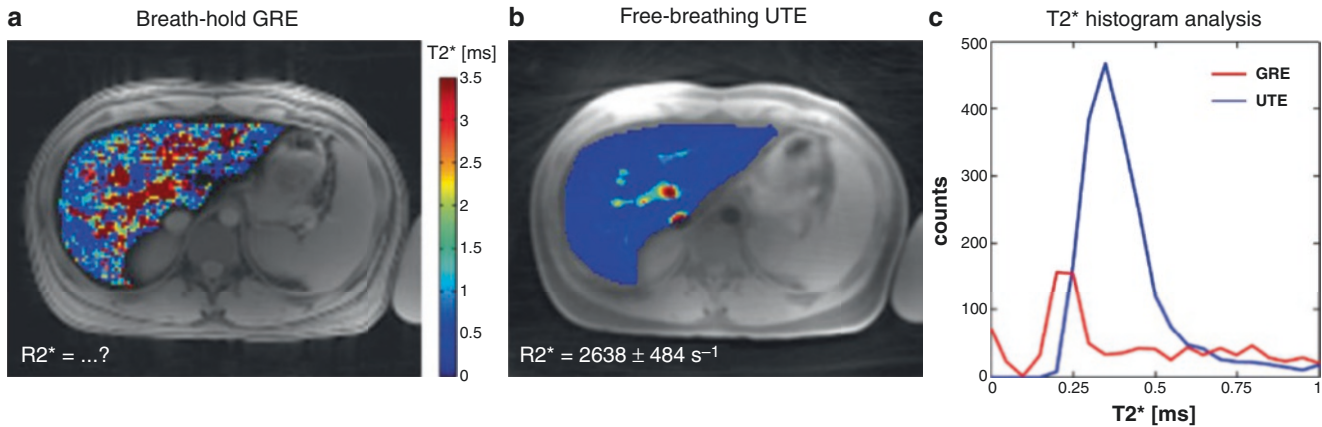 a Breath-hold GRE
T2* [ms]
3.5
3
2.5
2
1.5
1
0.5
0
R2* = ...?
b Free-breathing UTE
R2* = 2638 ± 484 s⁻¹
c T2* histogram analysis
GRE
UTE
counts
500
400
300
200
100
0
0 0.25 0.5 0.75 1
T2* [ms]